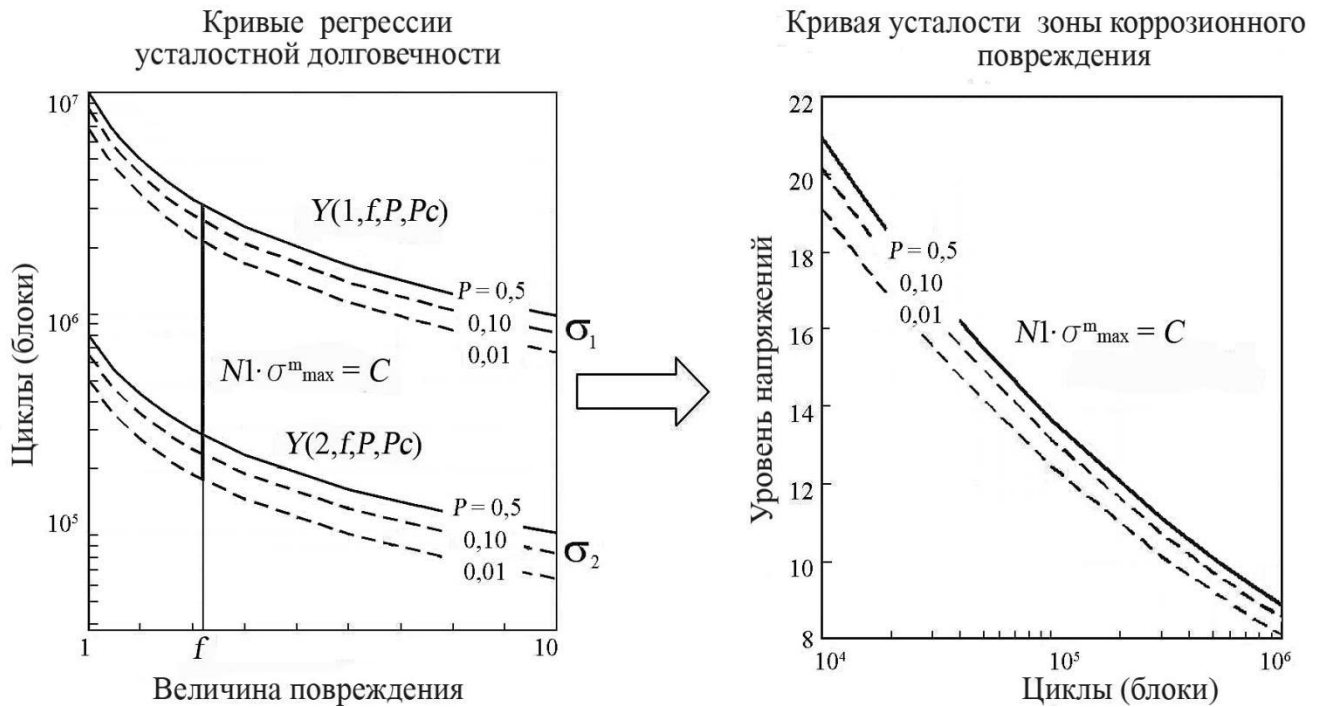 Кривые регрессии
усталостной долговечности
Кривая усталости зоны коррозионного
повреждения
Циклы (блоки)
10⁷
10⁶
10⁵
Y(1,f,P,Pc)
P = 0,5
0,10
0,01
σ₁
N1· σᵐmax = C
Y(2,f,P,Pc)
P = 0,5
0,10
0,01
σ₂
1
f
10
Величина повреждения
Уровень напряжений
22
20
18
16
14
12
10
8
P = 0,5
0,10
0,01
N1· σᵐmax = C
10⁴
10⁵
10⁶
Циклы (блоки)